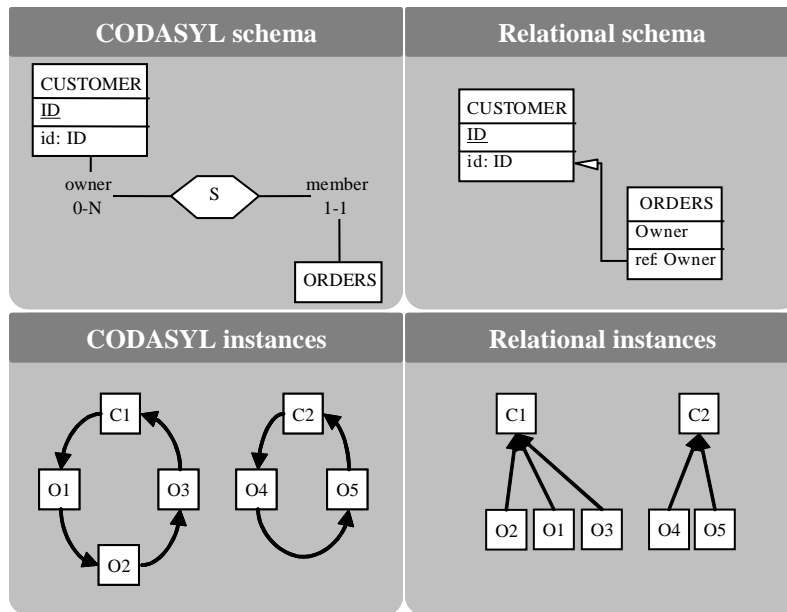 CODASYL schema
CUSTOMER
ID
id: ID
owner
0-N
S
member
1-1
ORDERS
Relational schema
CUSTOMER
ID
id: ID
ORDERS
Owner
ref: Owner
CODASYL instances
C1
O1
O3
O2
C2
O4
O5
Relational instances
C1
C2
O2
O1
O3
O4
O5